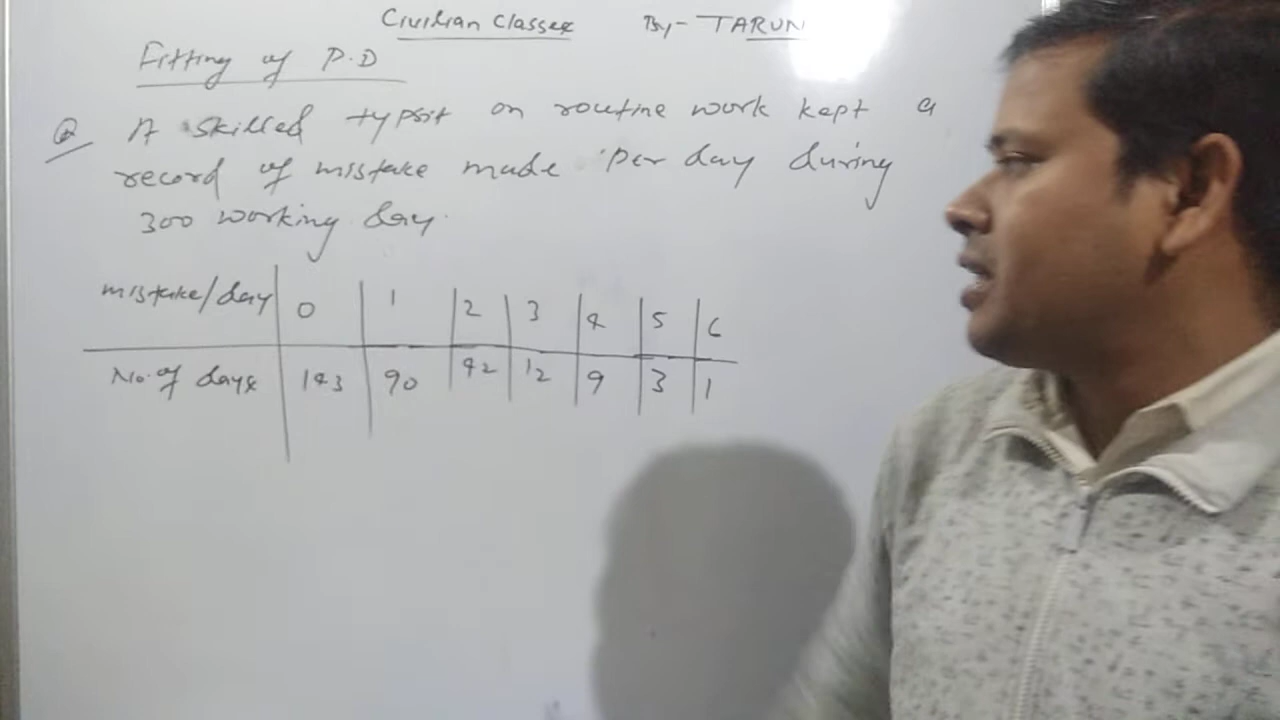 Civilian Classes By:- TARUN
Fitting of P.D
Q A skilled typsit on routine work kept a
record of mistake made per day during
300 working day.
mistake/day 0 1 2 3 4 5 6
No. of days 143 90 42 12 9 3 1